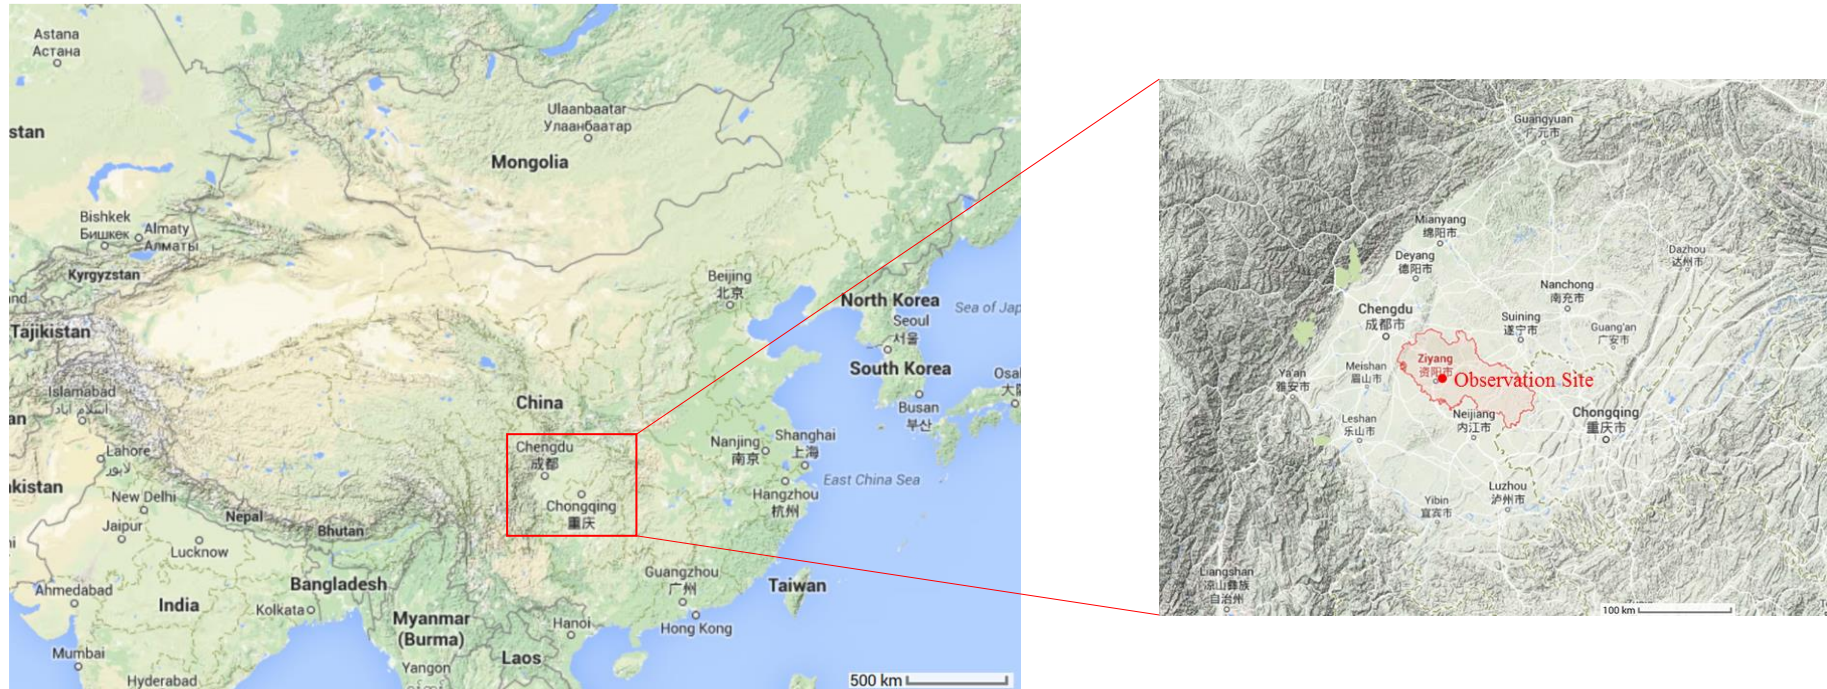 Astana
Астана
stan
Ulaanbaatar
Улаанбаатар
Mongolia
Bishkek
Бишкек
Almaty
Алматы
Kyrgyzstan
Beijing
北京
North Korea
Sea of Jap
Seoul
서울
Tajikistan
South Korea
Islamabad
اسلام آباد
Osa
大阪
an
China
Busan
부산
Lahore
لاہور
Chengdu
成都
Nanjing
南京
Shanghai
上海
kistan
East China Sea
New Delhi
Chongqing
重庆
Hangzhou
杭州
Jaipur
Nepal
Bhutan
Lucknow
Guangzhou
广州
Ahmedabad
Bangladesh
Taiwan
India
Kolkata
Myanmar
(Burma)
Hanoi
Hong Kong
Mumbai
Laos
Yangon
Hyderabad
500 km
Guangyuan
广元市
Mianyang
绵阳市
Dazhou
达州市
Deyang
德阳市
Nanchong
南充市
Chengdu
成都市
Suining
遂宁市
Guang'an
广安市
Ziyang
资阳市
Meishan
眉山市
Ya'an
雅安市
Observation Site
Leshan
乐山市
Neijiang
内江市
Chongqing
重庆市
Luzhou
泸州市
Yibin
宜宾市
Liangshan
凉山彝族
自治州
100 km